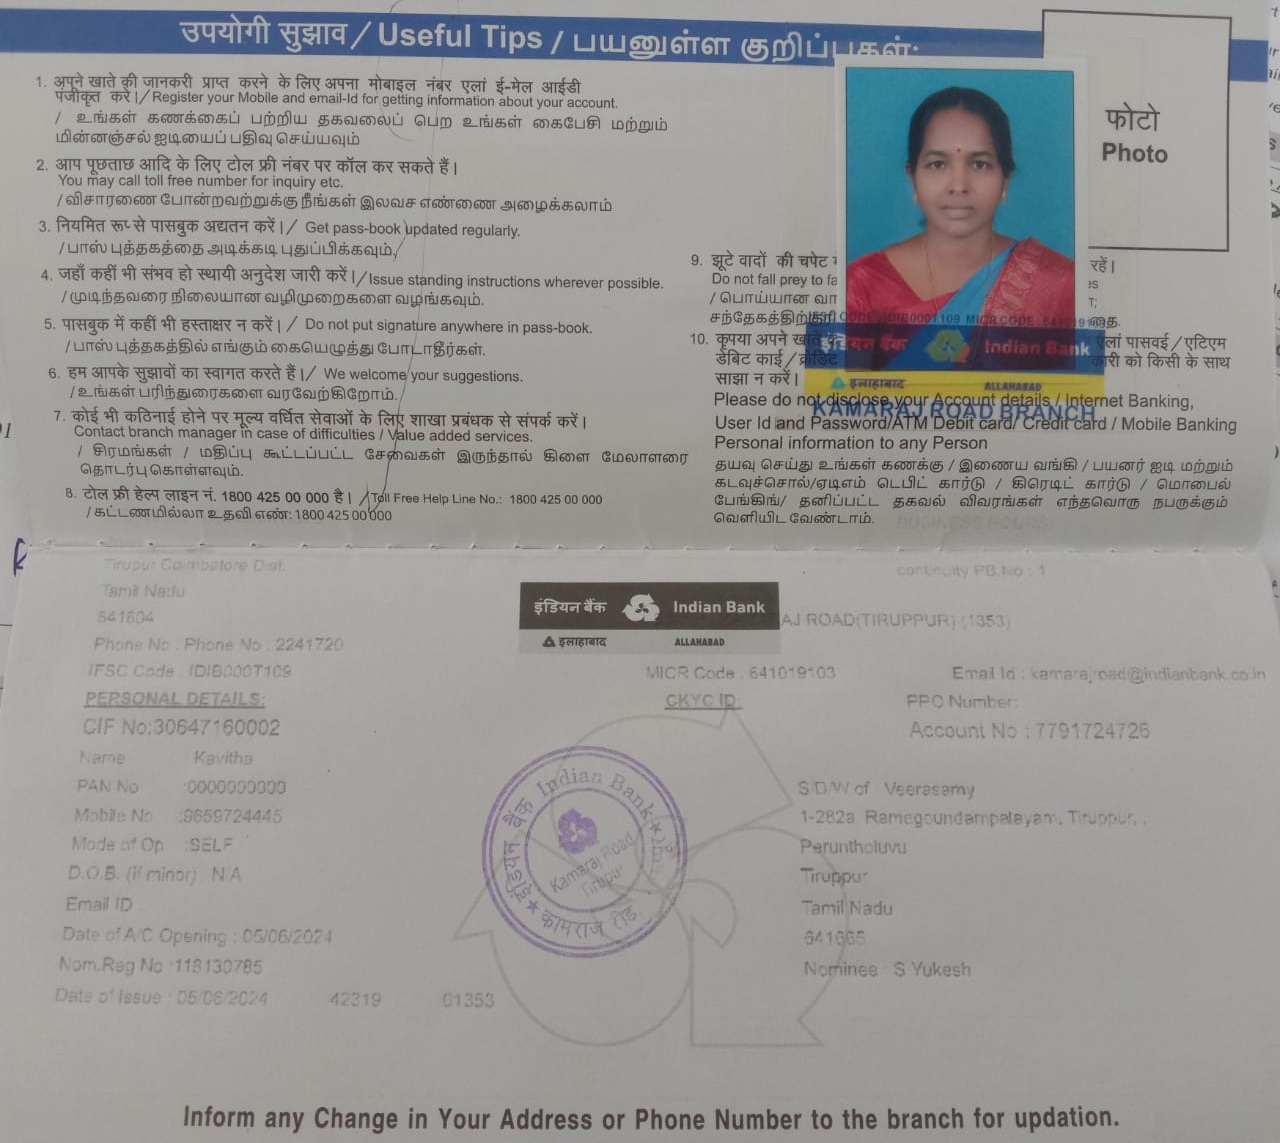 उपयोगी सुझाव / Useful Tips / பயனுள்ள குறிப்புகள்:
फोटो
Photo
1. अपने खाते की जानकरी प्राप्त करने के लिए अपना मोबाइल नंबर एलां ई-मेल आईडी
पंजीकृत करें। / Register your Mobile and email-Id for getting information about your account.
/ உங்கள் கணக்கைப் பற்றிய தகவலைப் பெற உங்கள் கைபேசி மற்றும்
மின்னஞ்சல் ஐடியைப் பதிவு செய்யவும்
2. आप पूछताछ आदि के लिए टोल फ्री नंबर पर कॉल कर सकते हैं।
You may call toll free number for inquiry etc.
/ விசாரணை போன்றவற்றுக்கு நீங்கள் இலவச எண்ணை அழைக்கலாம்
3. नियमित रूप से पासबुक अद्यतन करें। / Get pass-book updated regularly.
/ பாஸ் புத்தகத்தை அடிக்கடி புதுப்பிக்கவும்,
4. जहाँ कहीं भी संभव हो स्थायी अनुदेश जारी करें। / Issue standing instructions wherever possible.
/ முடிந்தவரை நிலையான வழிமுறைகளை வழங்கவும்.
5. पासबुक में कहीं भी हस्ताक्षर न करें। / Do not put signature anywhere in pass-book.
/ பாஸ் புத்தகத்தில் எங்கும் கையெழுத்து போடாதீர்கள்.
6. हम आपके सुझावों का स्वागत करते हैं। / We welcome your suggestions.
/ உங்கள் பரிந்துரைகளை வரவேற்கிறோம்.
7. कोई भी कठिनाई होने पर मूल्य वर्धित सेवाओं के लिए शाखा प्रबंधक से संपर्क करें।
Contact branch manager in case of difficulties / Value added services.
/ சிரமங்கள் / மதிப்பு கூட்டப்பட்ட சேவைகள் இருந்தால் கிளை மேலாளரை
தொடர்பு கொள்ளவும்.
8. टोल फ्री हेल्प लाइन नं. 1800 425 00 000 है। / Toll Free Help Line No.: 1800 425 00 000
/ கட்டணமில்லா உதவி எண்: 1800 425 00 000
9. झूटे वादों की चपेट रहें।
Do not fall prey to
/ பொய்யான
10. कृपया अपने खाते एलां पासवर्ड / एटिएम
डेबिट कार्ड / क्रेडिट कारी को किसी के साथ
साझा न करें।
IFSC CODE : IDIB000T109 MICR CODE : 641019103
इंडियन बैंक Indian Bank
इलाहाबाद ALLAHABAD
KAMARAJ ROAD BRANCH
Please do not disclose your Account details / Internet Banking,
User Id and Password/ATM Debit card/ Credit card / Mobile Banking
Personal information to any Person
தயவு செய்து உங்கள் கணக்கு / இணைய வங்கி / பயனர் ஐடி மற்றும்
கடவுச்சொல்/ஏடிஎம் டெபிட் கார்டு / கிரெடிட் கார்டு / மொபைல்
பேங்கிங்/ தனிப்பட்ட தகவல் விவரங்கள் எந்தவொரு நபருக்கும்
வெளியிட வேண்டாம்.
BUSINESS HOURS:
Tirupur Coimbatore Dist. continuity PB.No : 1
Tamil Nadu
641604
इंडियन बैंक Indian Bank
इलाहाबाद ALLAHABAD
AJ ROAD(TIRUPPUR) (1353)
Phone No : Phone No : 2241720
IFSC Code : IDIB000T109 MICR Code : 641019103 Email Id : kamarajroad@indianbank.co.in
PERSONAL DETAILS: CKYC ID: PPO Number:
CIF No:30647160002 Account No : 7791724726
Name : Kavitha
PAN No :0000000000 S/D/W of : Veerasamy
Mobile No :9659724445 1-282a, Ramegoundampalayam, Tiruppur, ,
Mode of Op :SELF Peruntholuvu
D.O.B. (if minor) : N/A Tiruppur
Email ID : Tamil Nadu
Date of A/C Opening : 05/06/2024 641665
Nom.Reg No :118130785 Nominee : S Yukesh
Date of Issue : 05/06/2024 42319 01353
इंडियन बैंक Indian Bank
Kamaraj Road
Tirupur
कामराज रोड
Inform any Change in Your Address or Phone Number to the branch for updation.